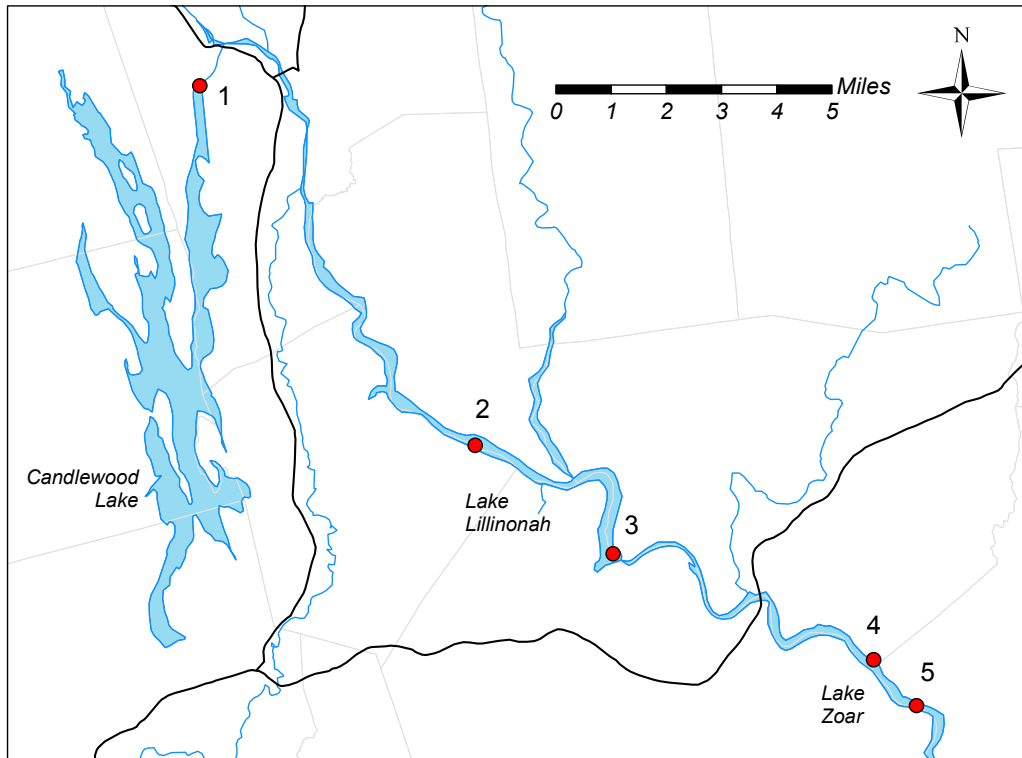 N
Miles
0 1 2 3 4 5
1
2
Candlewood
Lake
Lake
Lillinonah
3
4
5
Lake
Zoar